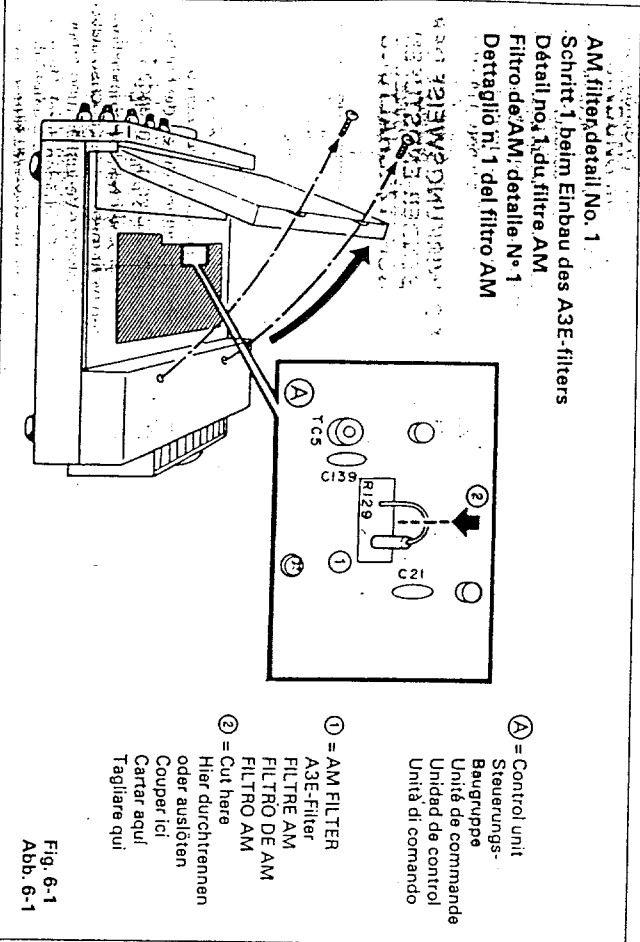 AM filter detail No. 1
Schritt 1 beim Einbau des A3E-filters
Détail no. 1 du filtre AM
Filtro de AM, detalle N° 1
Dettaglio n. 1 del filtro AM
A
TC5
C139
R129
2
1
C21
A = Control unit
Steuerungs-
Baugruppe
Unité de commande
Unidad de control
Unità di comando
1 = AM FILTER
A3E-Filter
FILTRE AM
FILTRO DE AM
FILTRO AM
2 = Cut here
Hier durchtrennen
oder auslöten
Couper ici
Cartar aquí
Tagliare qui
Fig. 6-1
Abb. 6-1